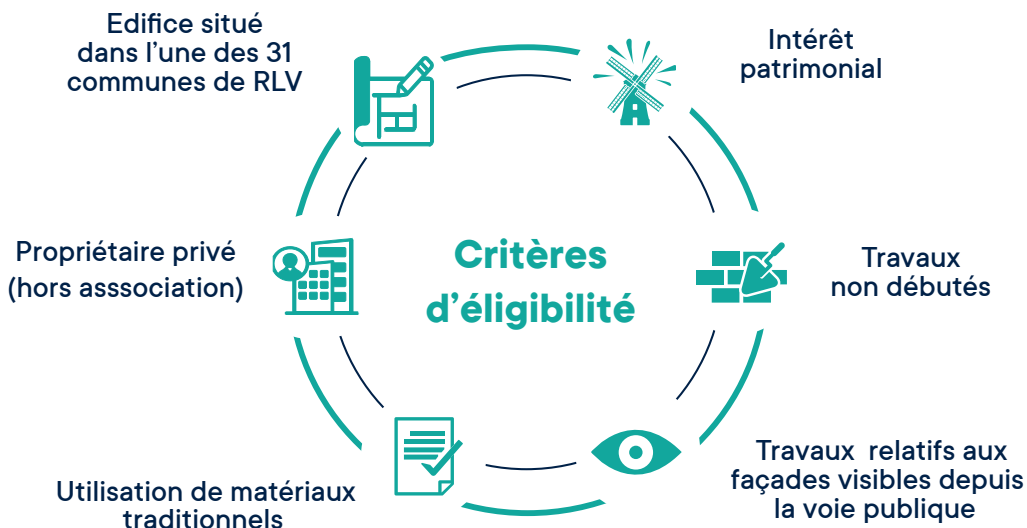 Edifice situé
dans l'une des 31
communes de RLV
Intérêt
patrimonial
Propriétaire privé
(hors asssociation)
Critères
d'éligibilité
Travaux
non débutés
Utilisation de matériaux
traditionnels
Travaux relatifs aux
façades visibles depuis
la voie publique